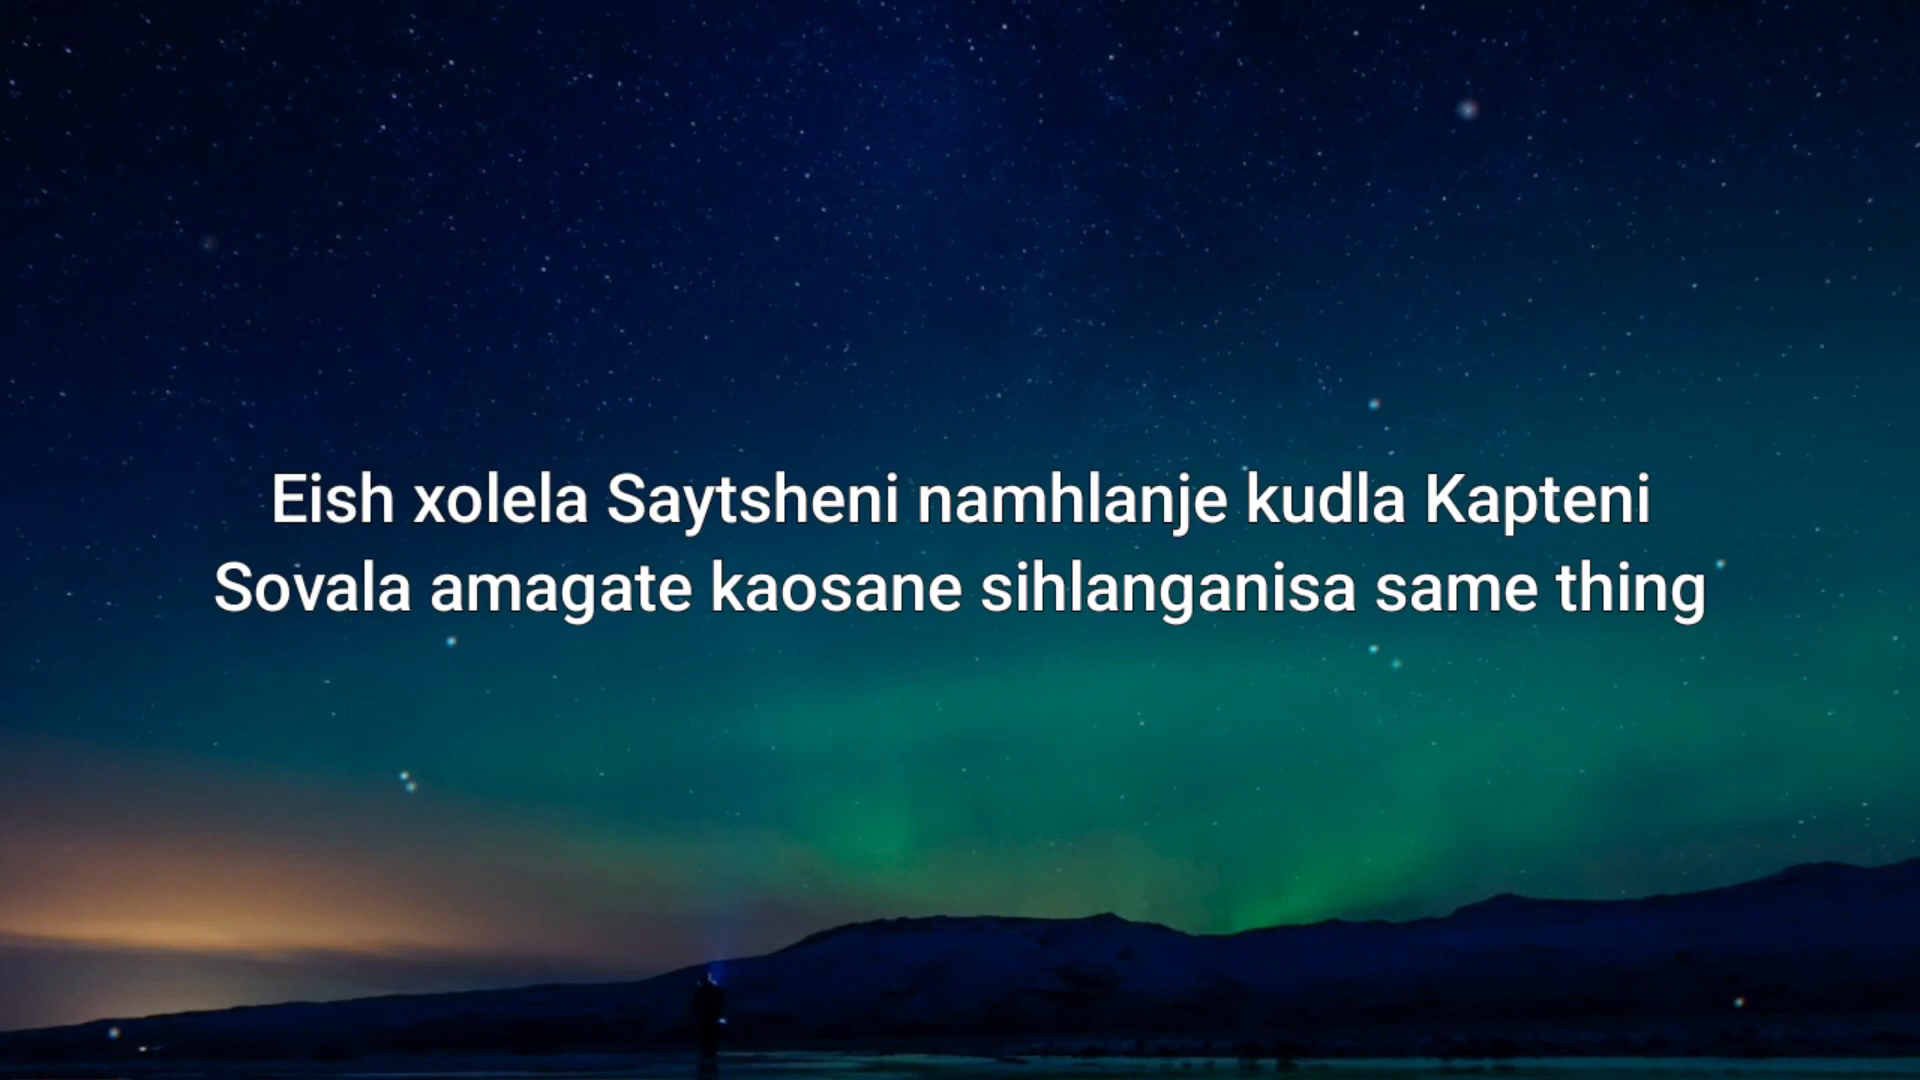 Eish xolela Saytsheni namhlanje kudla Kapteni
Sovala amagate kaosane sihlanganisa same thing